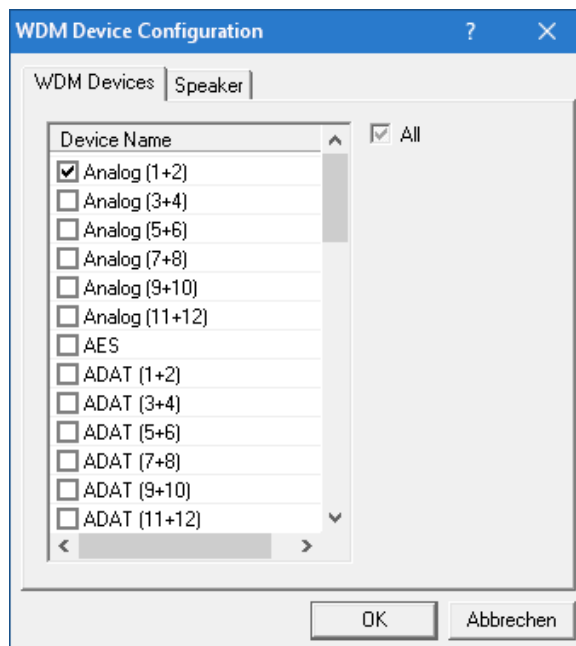 WDM Device Configuration ?
WDM Devices Speaker
Device Name
All
Analog (1+2)
Analog (3+4)
Analog (5+6)
Analog (7+8)
Analog (9+10)
Analog (11+12)
AES
ADAT (1+2)
ADAT (3+4)
ADAT (5+6)
ADAT (7+8)
ADAT (9+10)
ADAT (11+12)
OK Abbrechen